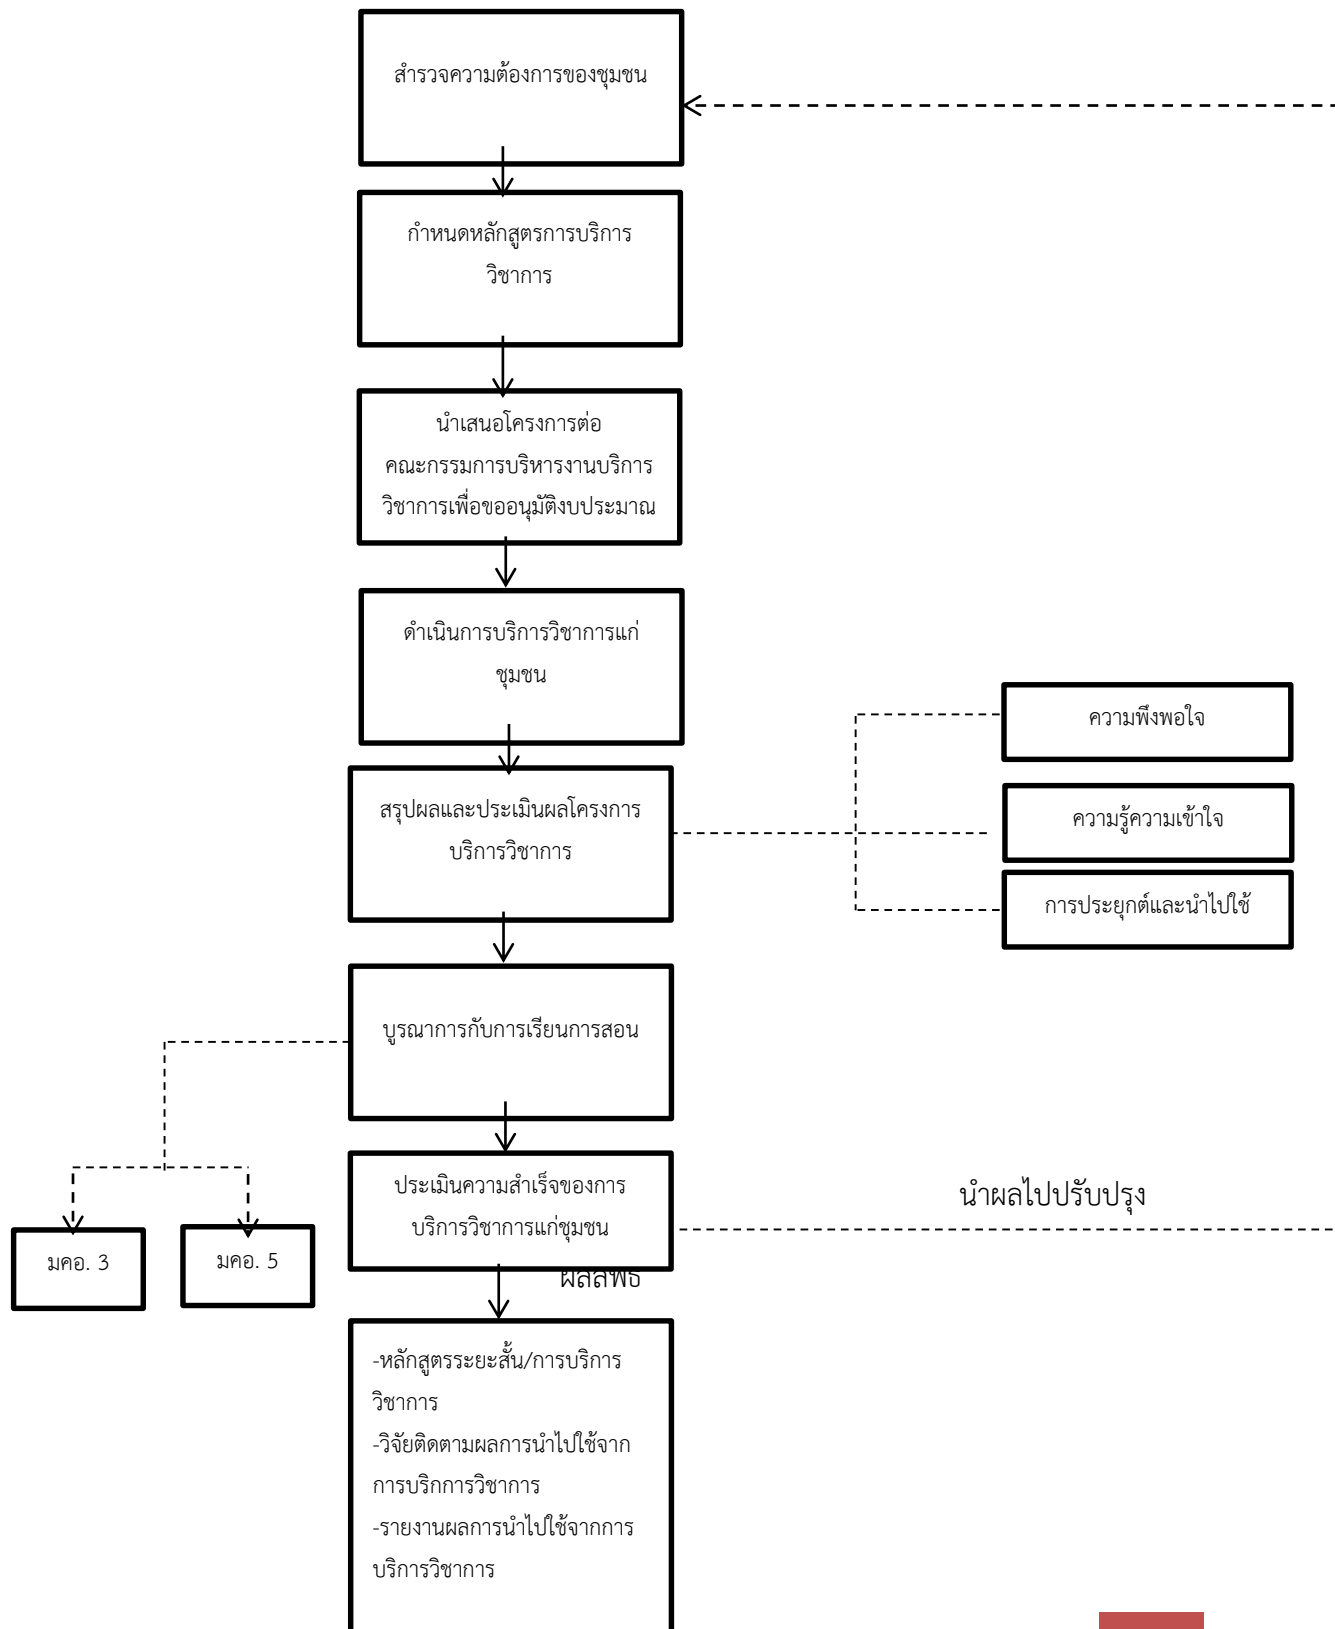 สำรวจความต้องการของชุมชน
กำหนดหลักสูตรการบริการ
วิชาการ
นำเสนอโครงการต่อ
คณะกรรมการบริหารงานบริการ
วิชาการเพื่อขออนุมัติงบประมาณ
ดำเนินการบริการวิชาการแก่
ชุมชน
สรุปผลและประเมินผลโครงการ
บริการวิชาการ
ความพึงพอใจ
ความรู้ความเข้าใจ
การประยุกต์และนำไปใช้
บูรณาการกับการเรียนการสอน
มคอ. 3
มคอ. 5
ประเมินความสำเร็จของการ
บริการวิชาการแก่ชุมชน
นำผลไปปรับปรุง
-หลักสูตรระยะสั้น/การบริการ
วิชาการ
-วิจัยติดตามผลการนำไปใช้จาก
การบริกการวิชาการ
-รายงานผลการนำไปใช้จากการ
บริการวิชาการ